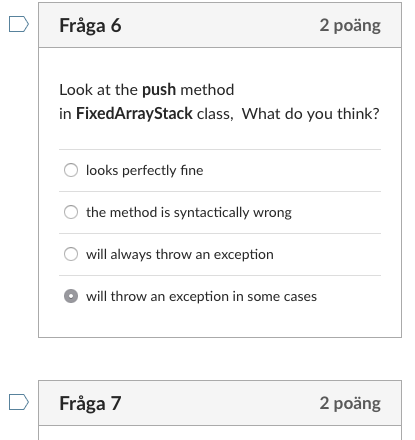 Fråga 6 2 poäng
Look at the push method
in FixedArrayStack class, What do you think?
looks perfectly fine
the method is syntactically wrong
will always throw an exception
will throw an exception in some cases
Fråga 7 2 poäng